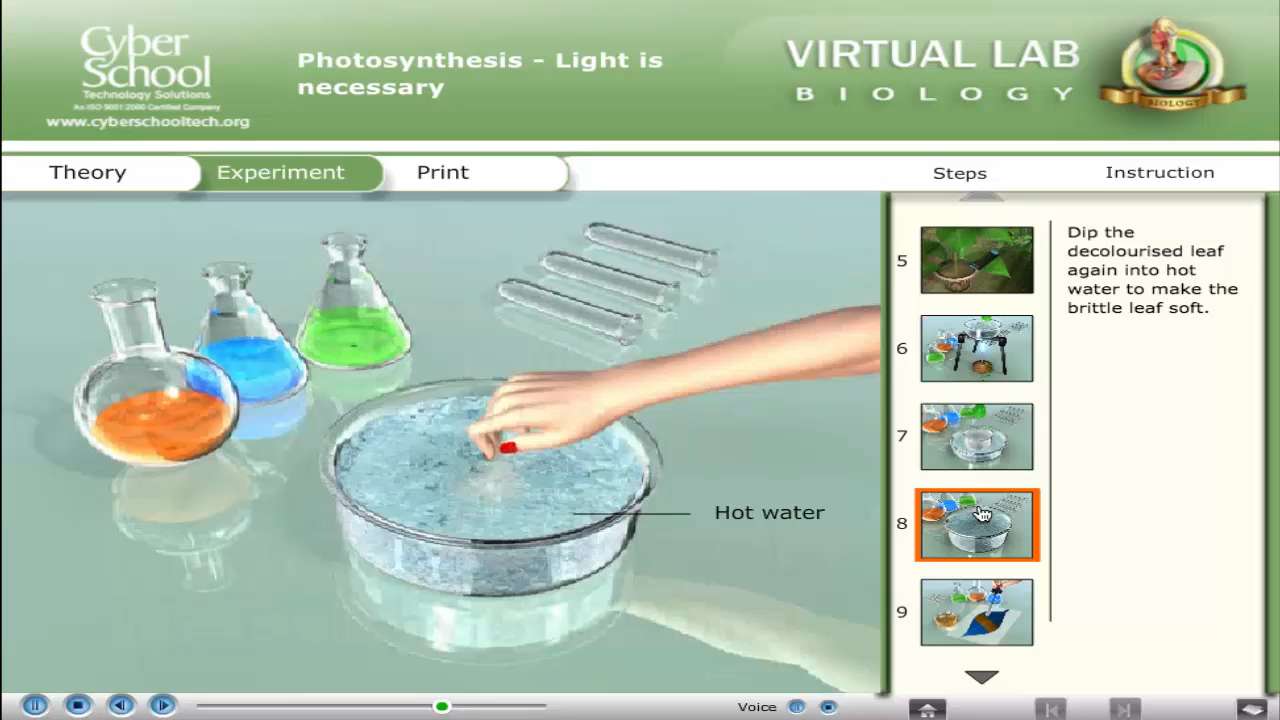 Cyber
School
Technology Solutions
An ISO 9001:2000 Certified Company
www.cyberschooltech.org
Photosynthesis - Light is
necessary
VIRTUAL LAB
BIOLOGY
BIOLOGY
Theory
Experiment
Print
Steps
Instruction
5
6
7
8
9
Dip the
decolourised leaf
again into hot
water to make the
brittle leaf soft.
Hot water
Voice